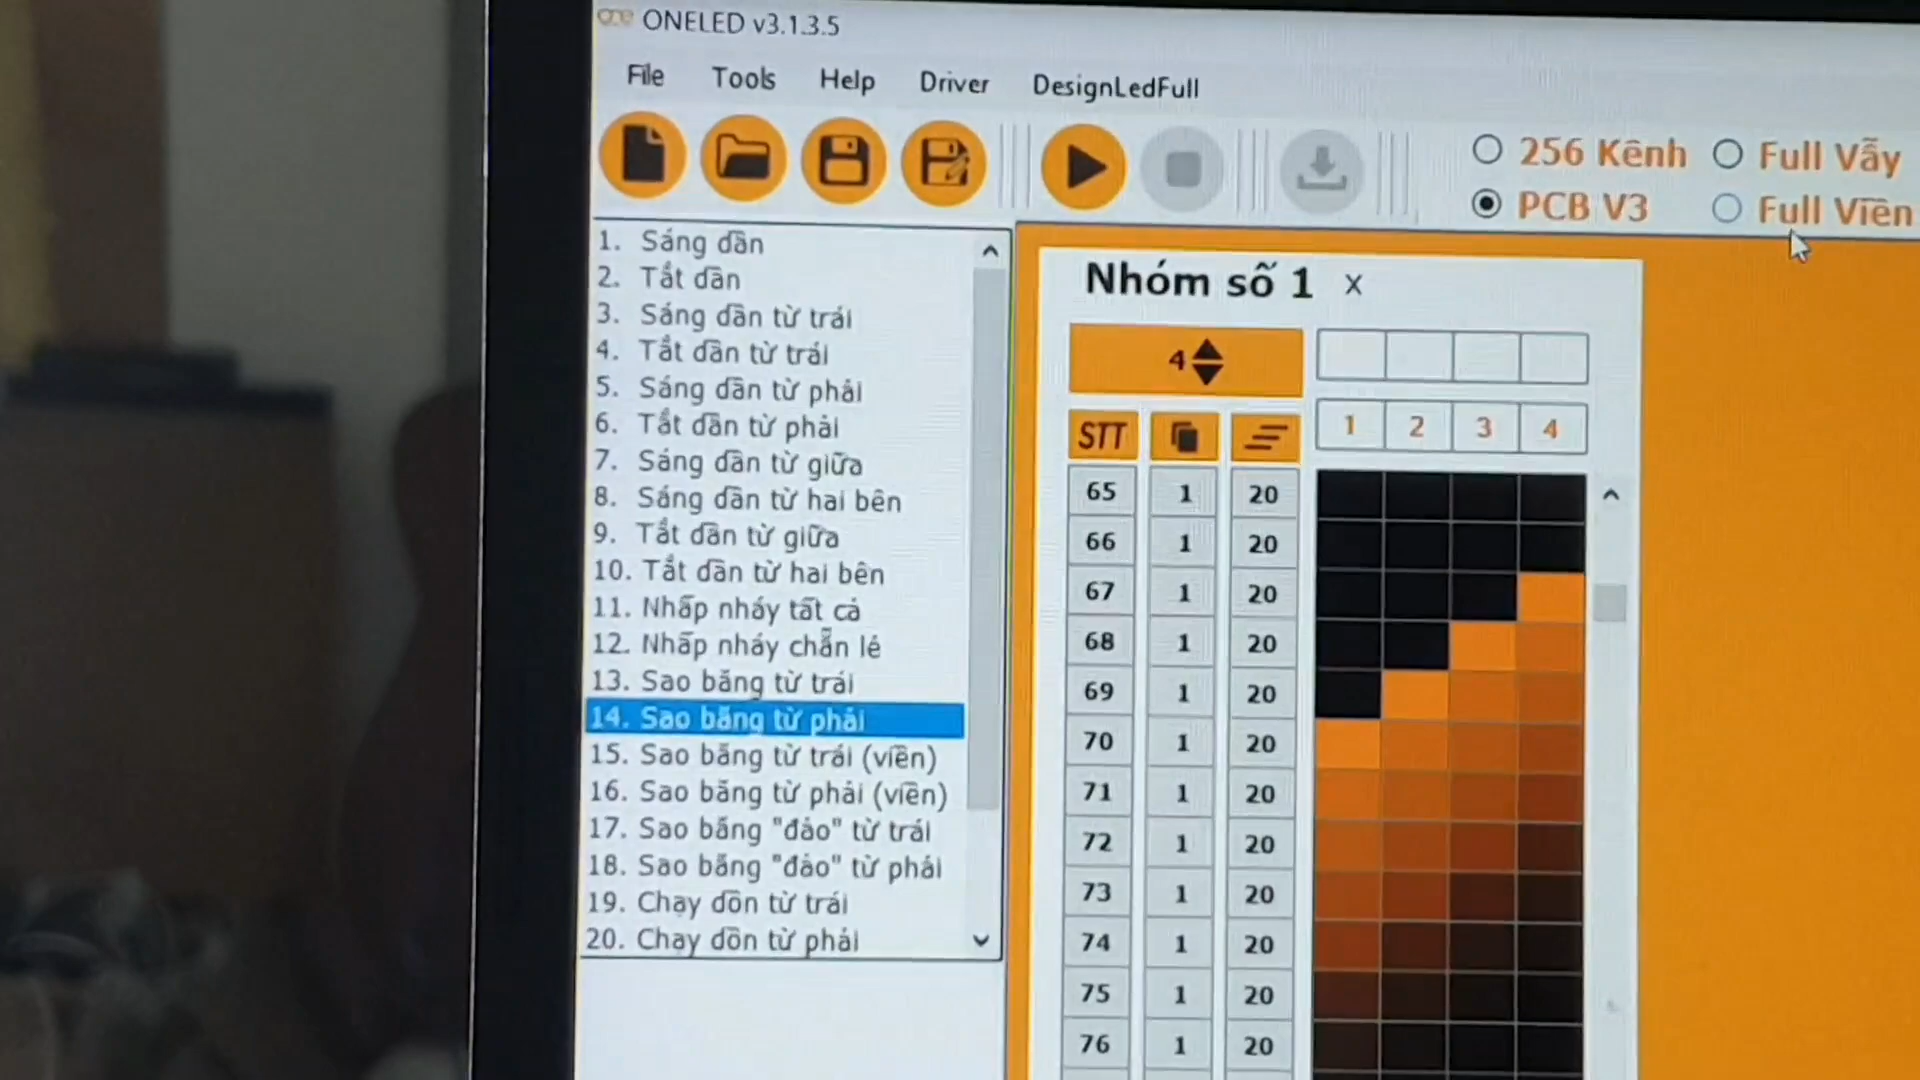 one ONELED v3.1.3.5
File Tools Help Driver DesignLedFull
256 Kênh Full Vẫy
PCB V3 Full Viền
1. Sáng dần
2. Tắt dần
3. Sáng dần từ trái
4. Tắt dần từ trái
5. Sáng dần từ phải
6. Tắt dần từ phải
7. Sáng dần từ giữa
8. Sáng dần từ hai bên
9. Tắt dần từ giữa
10. Tắt dần từ hai bên
11. Nhấp nháy tất cả
12. Nhấp nháy chẵn lẻ
13. Sao băng từ trái
14. Sao băng từ phải
15. Sao băng từ trái (viền)
16. Sao băng từ phải (viền)
17. Sao băng "đảo" từ trái
18. Sao băng "đảo" từ phải
19. Chạy dồn từ trái
20. Chạy dồn từ phải
Nhóm số 1 x
4
STT 1 2 3 4
65 1 20
66 1 20
67 1 20
68 1 20
69 1 20
70 1 20
71 1 20
72 1 20
73 1 20
74 1 20
75 1 20
76 1 20